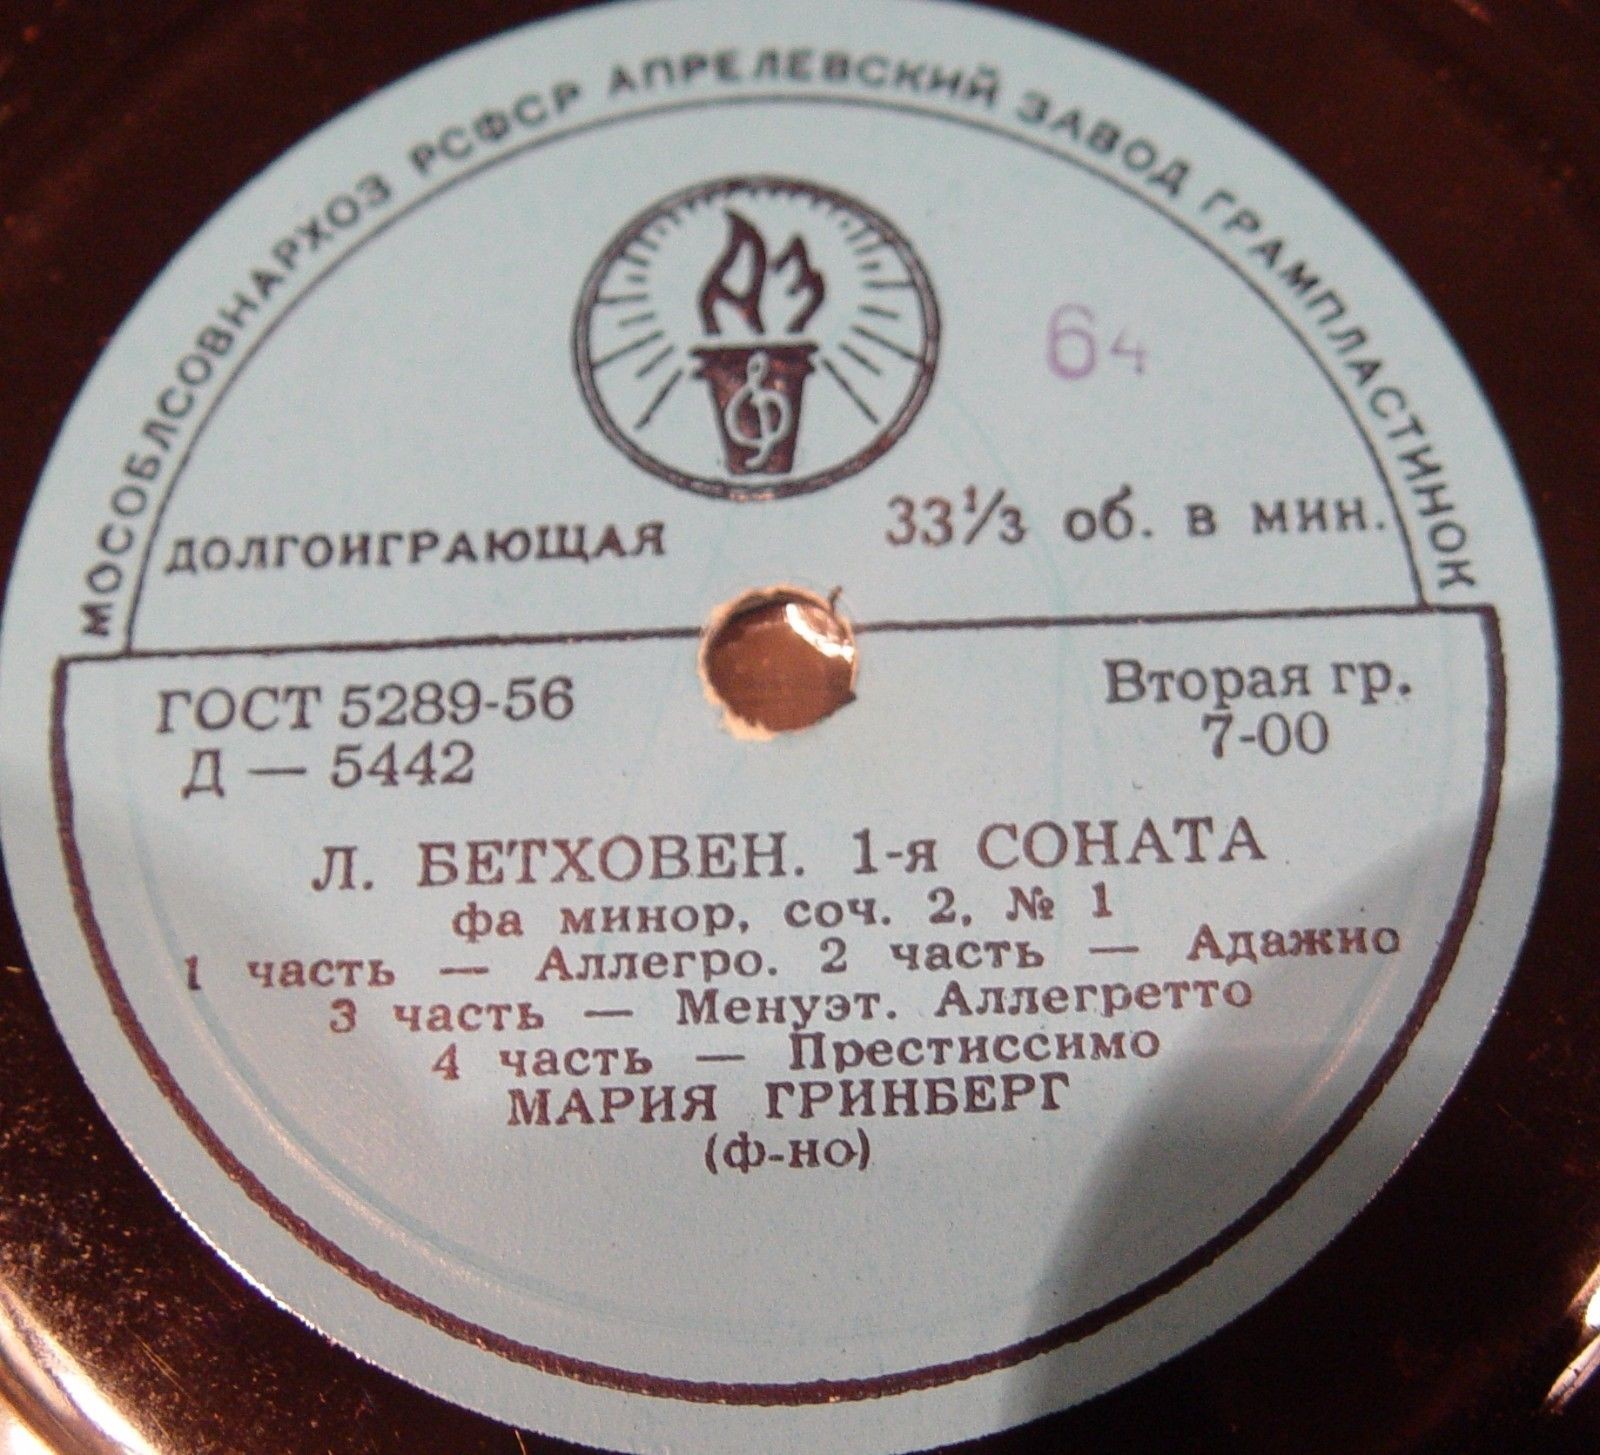 МОСОБЛСОВНАРХОЗ РСФСР АПРЕЛЕВСКИЙ ЗАВОД ГРАМПЛАСТИНОК
АЗ
64
ДОЛГОИГРАЮЩАЯ 33⅓ об. в мин.
ГОСТ 5289-56 Вторая гр.
Д — 5442 7-00
Л. БЕТХОВЕН. 1-я СОНАТА
фа минор, соч. 2, № 1
1 часть — Аллегро. 2 часть — Адажио
3 часть — Менуэт. Аллегретто
4 часть — Престиссимо
МАРИЯ ГРИНБЕРГ
(ф-но)